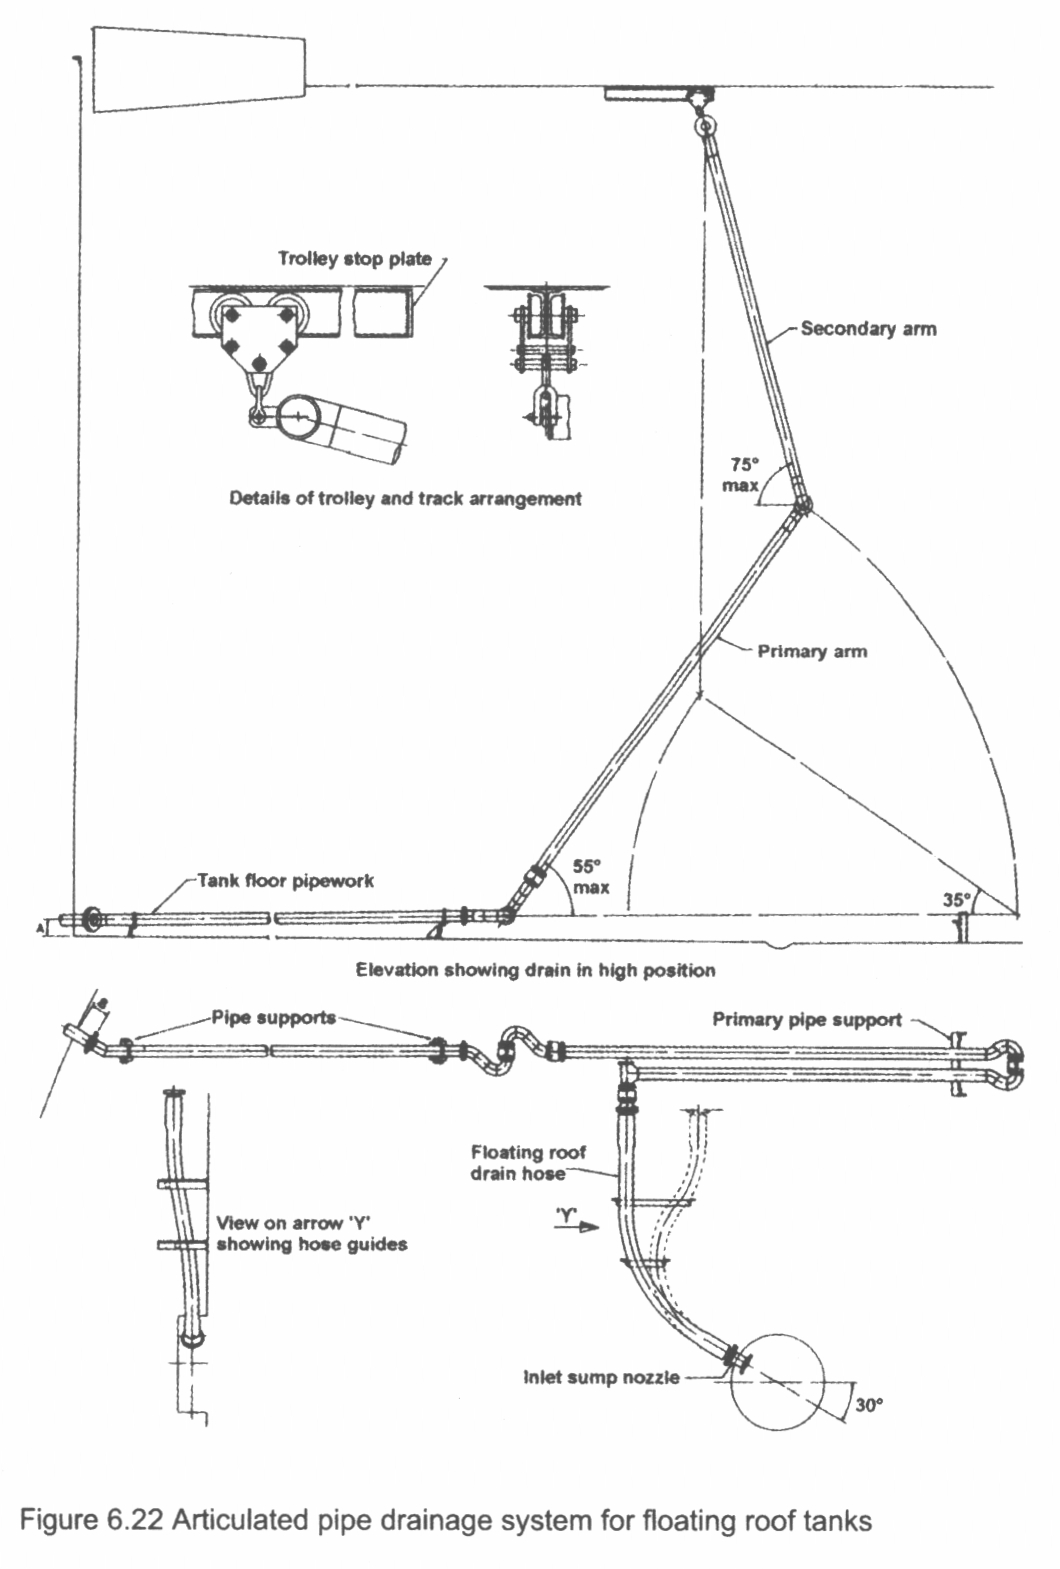 Trolley stop plate
Secondary arm
75°
max
Details of trolley and track arrangement
Primary arm
55°
max
Tank floor pipework
35°
A
Elevation showing drain in high position
Pipe supports
Primary pipe support
Floating roof
drain hose
'Y'
View on arrow 'Y'
showing hose guides
Inlet sump nozzle
30°
Figure 6.22 Articulated pipe drainage system for floating roof tanks